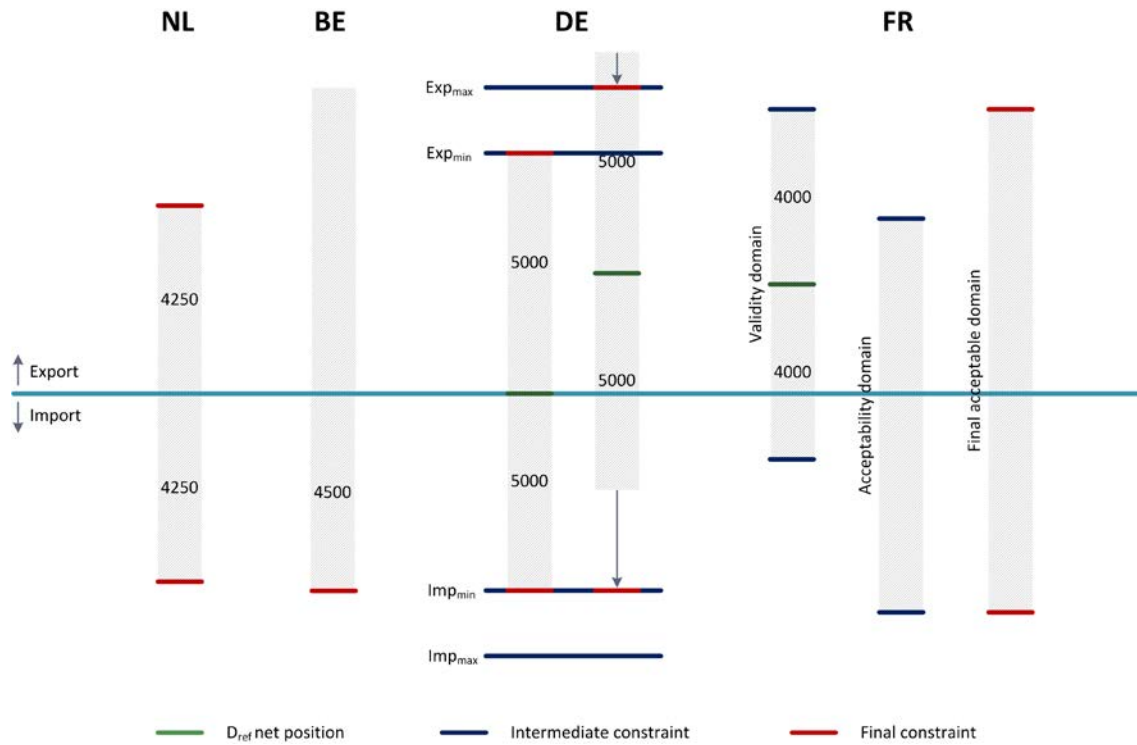 NL BE DE FR
Exp_max
Exp_min
5000
4000
5000
4250
Validity domain
Acceptability domain
Final acceptable domain
5000
4000
Export
Import
5000
4250
4500
Imp_min
Imp_max
D_ref net position Intermediate constraint Final constraint